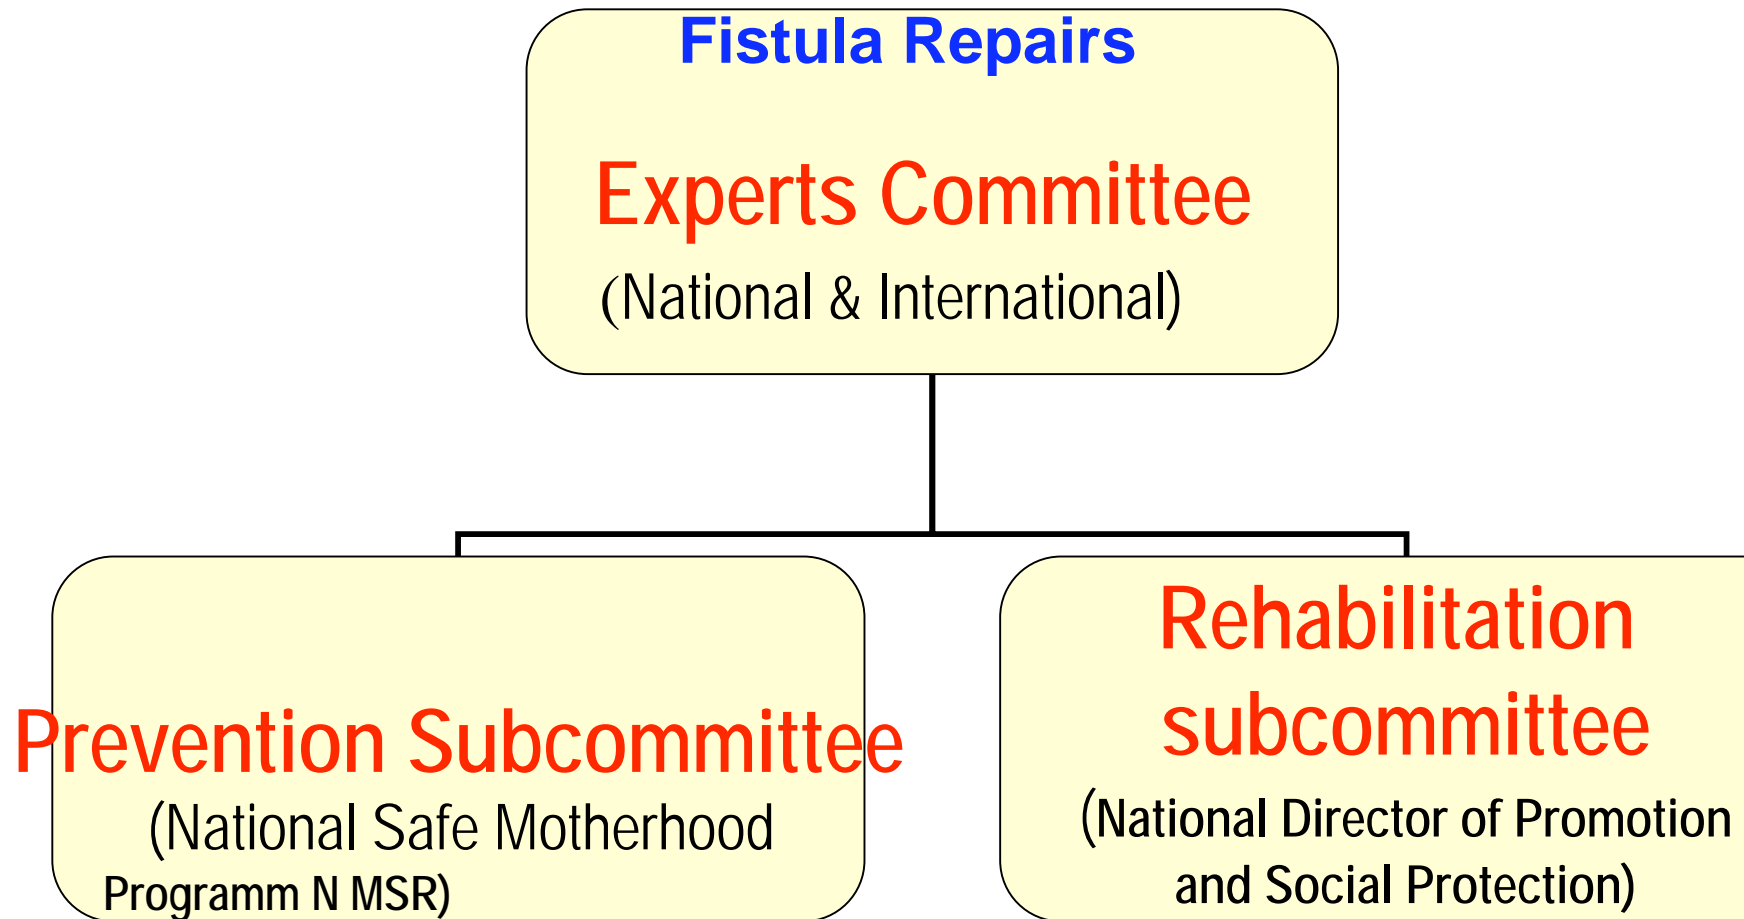 Fistula Repairs
Experts Committee
(National & International)
Prevention Subcommittee
(National Safe Motherhood
Programm N MSR)
Rehabilitation
subcommittee
(National Director of Promotion
and Social Protection)